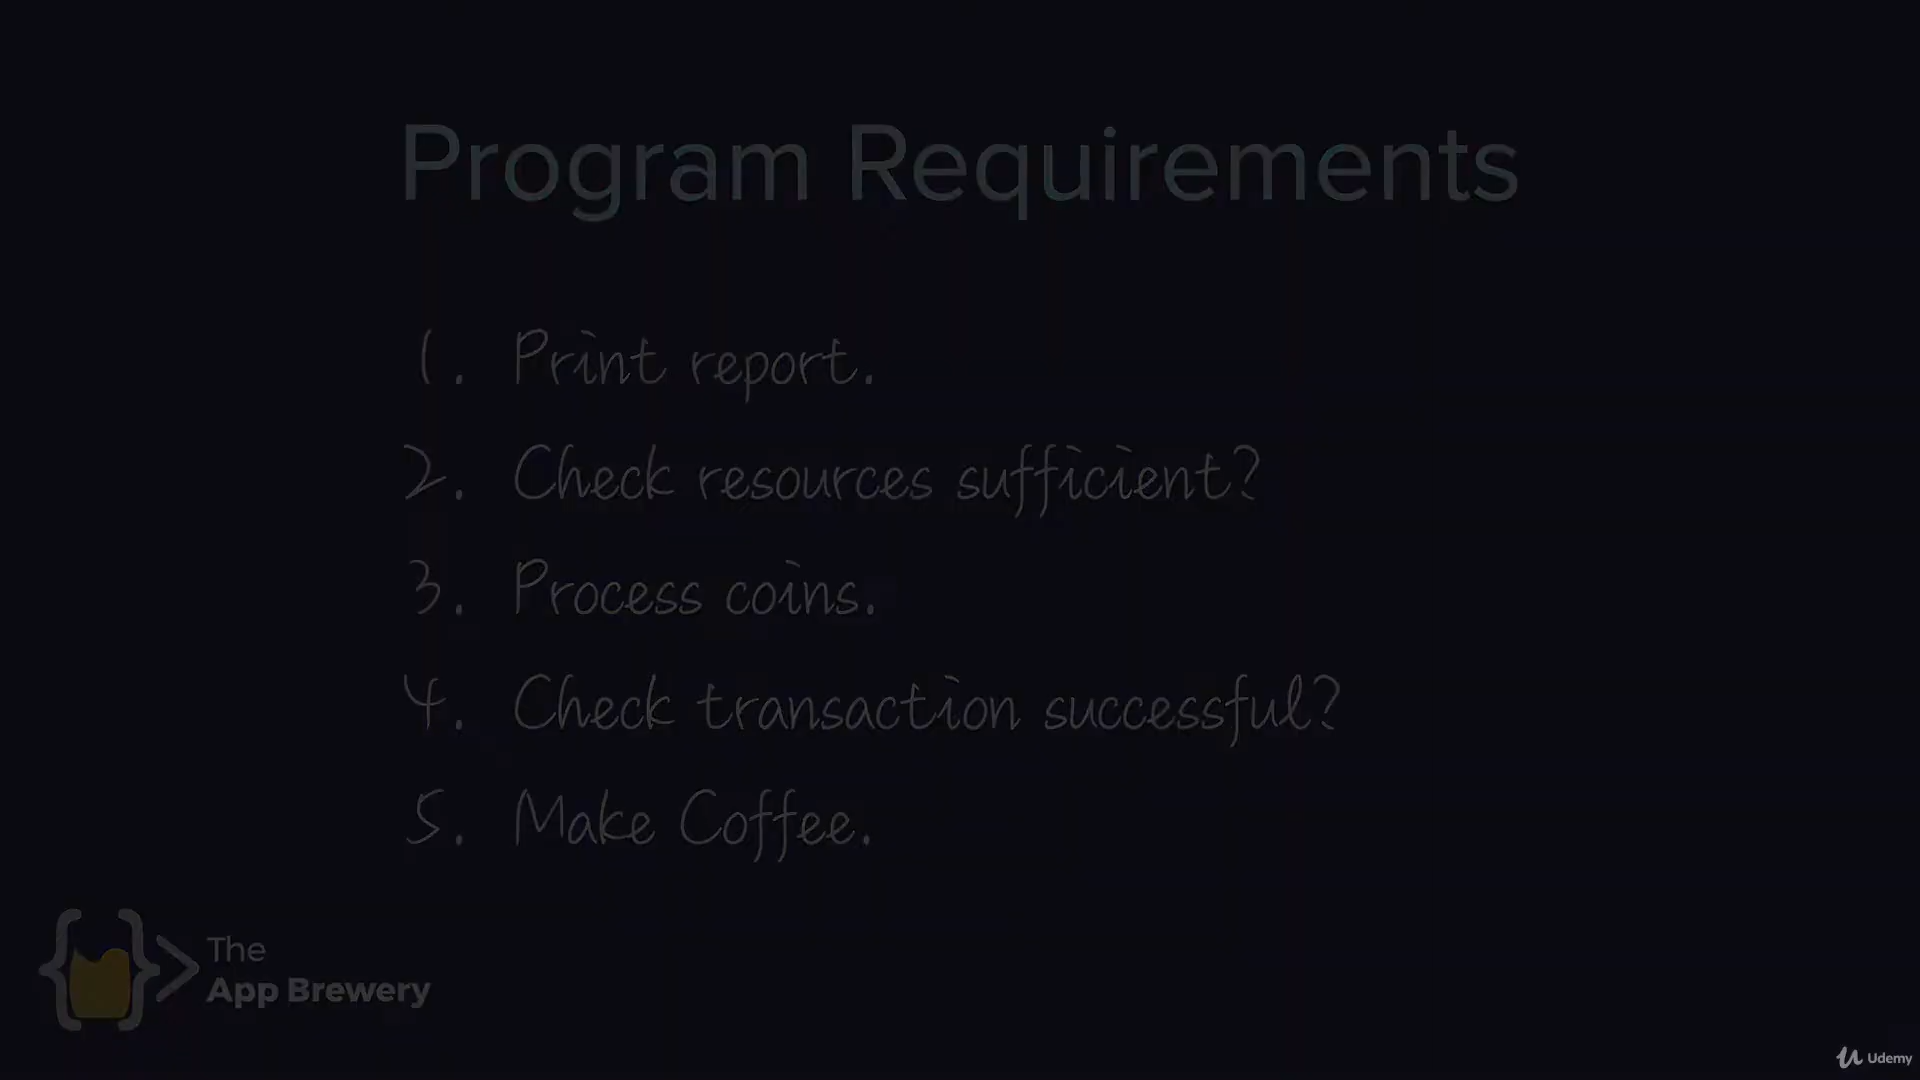 Program Requirements
1. Print report.
2. Check resources sufficient?
3. Process coins.
4. Check transaction successful?
5. Make Coffee.
The
App Brewery
Udemy